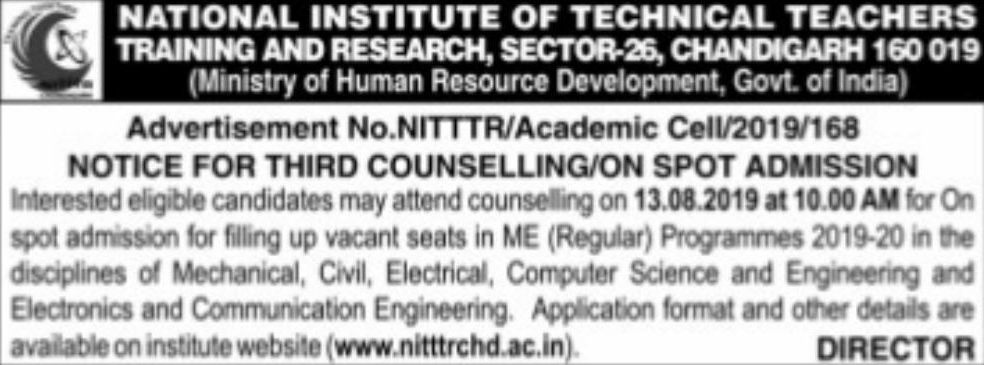 NATIONAL INSTITUTE OF TECHNICAL TEACHERS
TRAINING AND RESEARCH, SECTOR-26, CHANDIGARH 160 019
(Ministry of Human Resource Development, Govt. of India)
Advertisement No.NITTTR/Academic Cell/2019/168
NOTICE FOR THIRD COUNSELLING/ON SPOT ADMISSION
Interested eligible candidates may attend counselling on 13.08.2019 at 10.00 AM for On
spot admission for filling up vacant seats in ME (Regular) Programmes 2019-20 in the
disciplines of Mechanical, Civil, Electrical, Computer Science and Engineering and
Electronics and Communication Engineering. Application format and other details are
available on institute website (www.nitttrchd.ac.in).
DIRECTOR